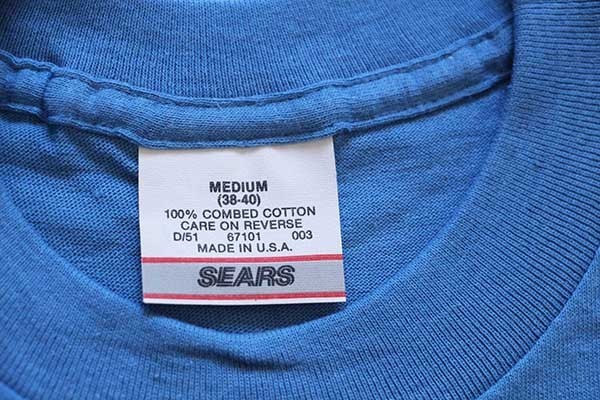 MEDIUM
(38-40)
100% COMBED COTTON
CARE ON REVERSE
D/51 67101 003
MADE IN U.S.A.
SEARS